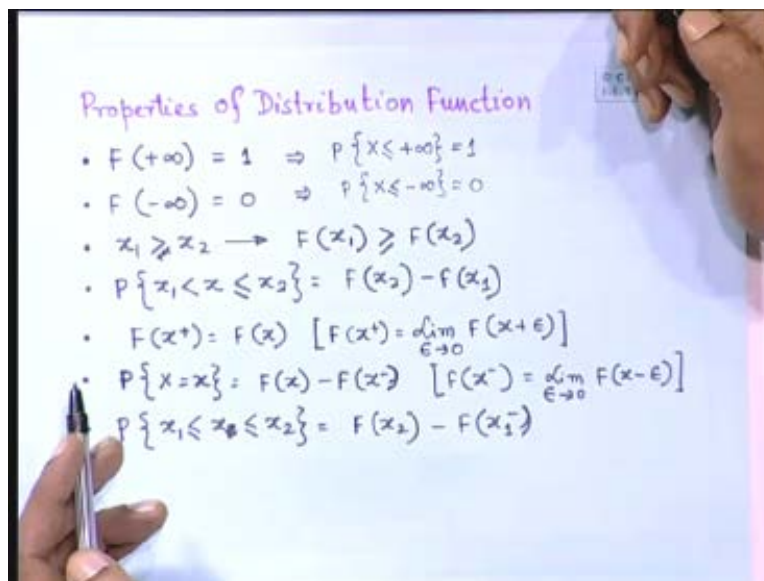 Properties of Distribution Function
• F(+∞) = 1 ⇒ P{X≤+∞}=1
• F(-∞) = 0 ⇒ P{X≤-∞}=0
• x₁ ≥ x₂ → F(x₁) ≥ F(x₂)
• P{x₁<x≤x₂} = F(x₂)-f(x₁)
• F(x⁺) = F(x) [F(x⁺) = lim ϵ→0 F(x+ϵ)]
• P{X=x} = F(x)-F(x⁻) [F(x⁻) = lim ϵ→0 F(x-ϵ)]
P{x₁≤x≤x₂} = F(x₂) - F(x₁⁻)